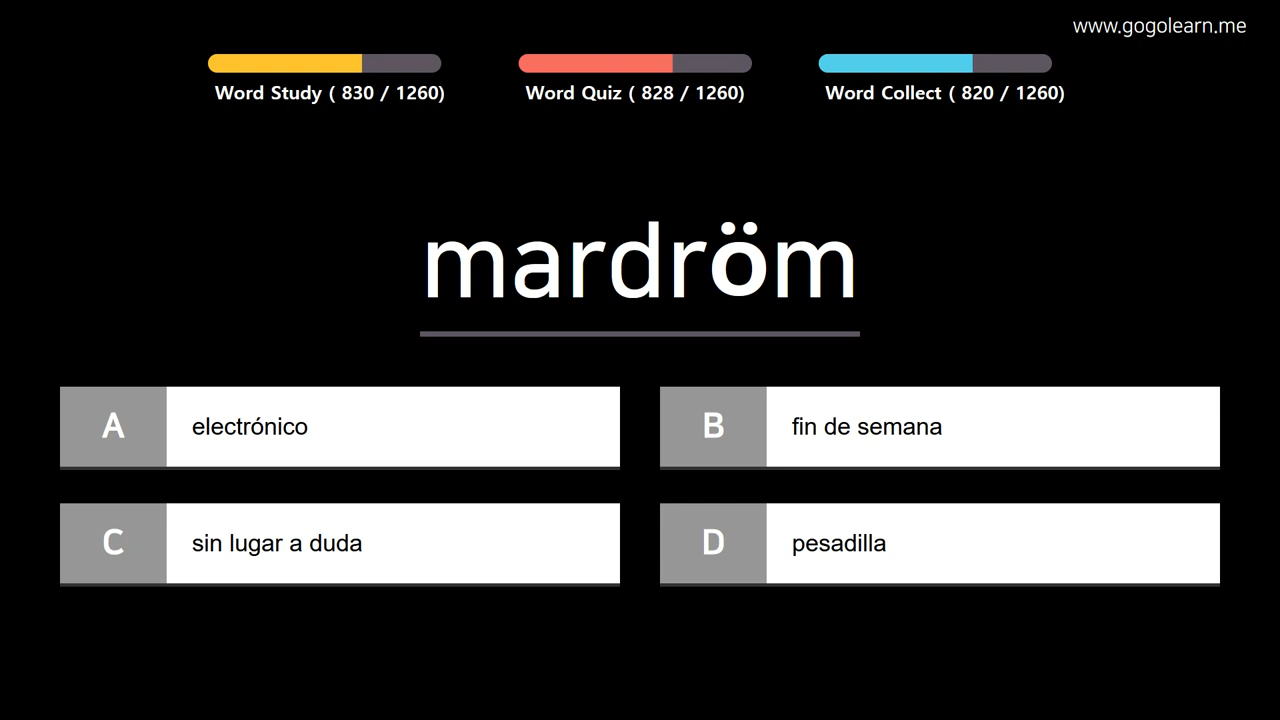 www.gogolearn.me
Word Study ( 830 / 1260)
Word Quiz ( 828 / 1260)
Word Collect ( 820 / 1260)
mardröm
A
electrónico
B
fin de semana
C
sin lugar a duda
D
pesadilla